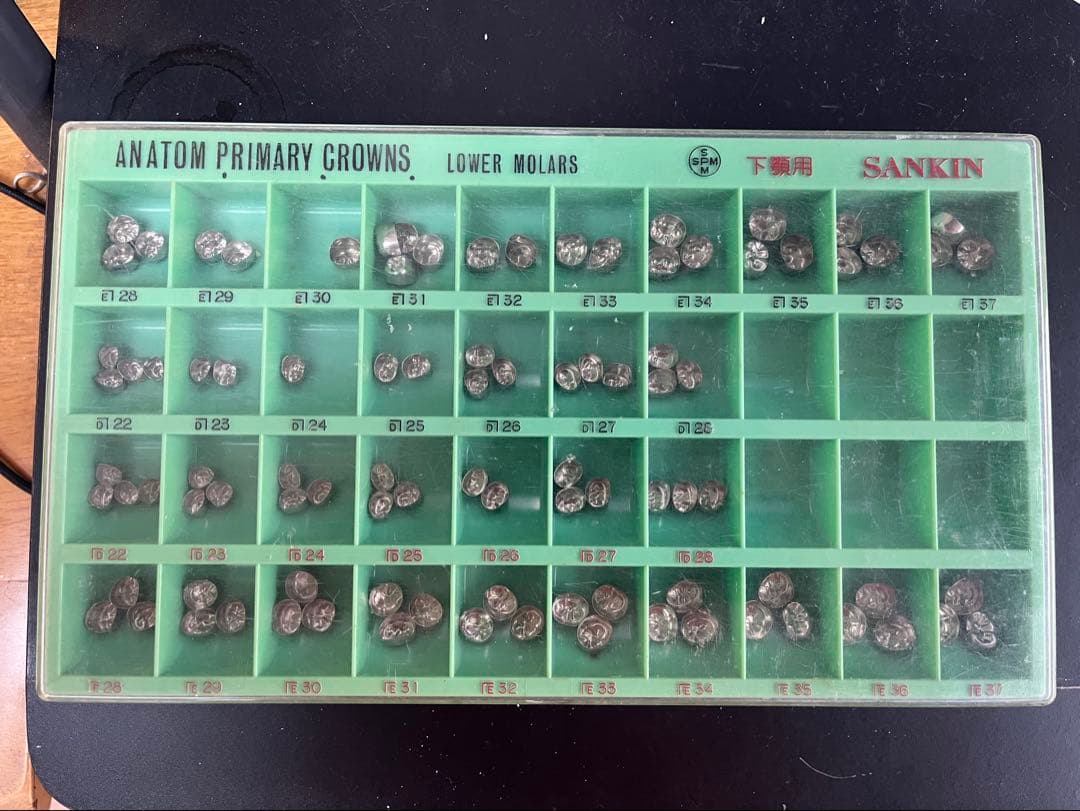 ANATOM PRIMARY CROWNS LOWER MOLARS S SPM M 下顎用 SANKIN
E 28 E 29 E 30 E 31 E 32 E 33 E 34 E 35 E 36 E 37
D 22 D 23 D 24 D 25 D 26 D 27 D 28
D 22 D 23 D 24 D 25 D 26 D 27 D 28
E 28 E 29 E 30 E 31 E 32 E 33 E 34 E 35 E 36 E 37